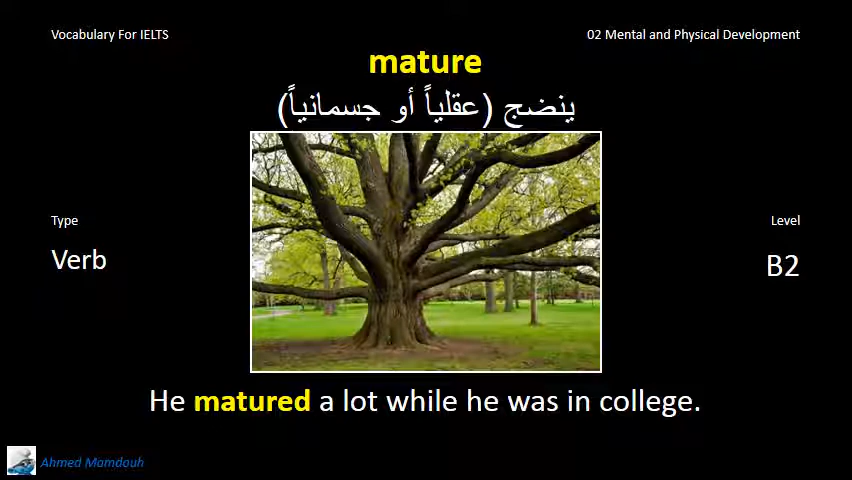 Vocabulary For IELTS
02 Mental and Physical Development
mature
ينضج (عقلياً أو جسمانياً)
Type
Level
Verb
B2
He matured a lot while he was in college.
Ahmed Mamdouh